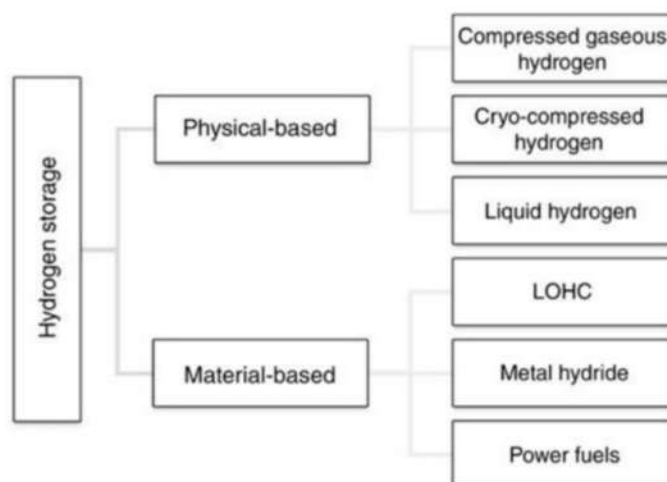 Hydrogen storage
Physical-based
Compressed gaseous
hydrogen
Cryo-compressed
hydrogen
Liquid hydrogen
Material-based
LOHC
Metal hydride
Power fuels